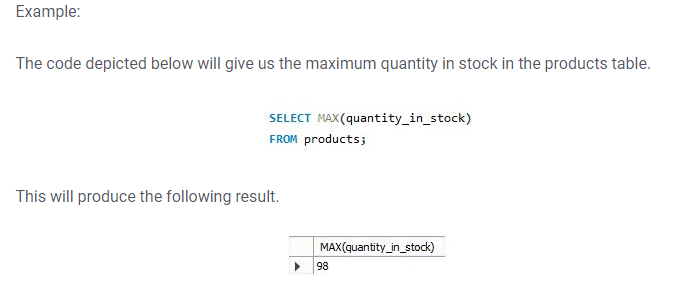 Example:
The code depicted below will give us the maximum quantity in stock in the products table.
SELECT MAX(quantity_in_stock)
FROM products;
This will produce the following result.
MAX(quantity_in_stock)
98